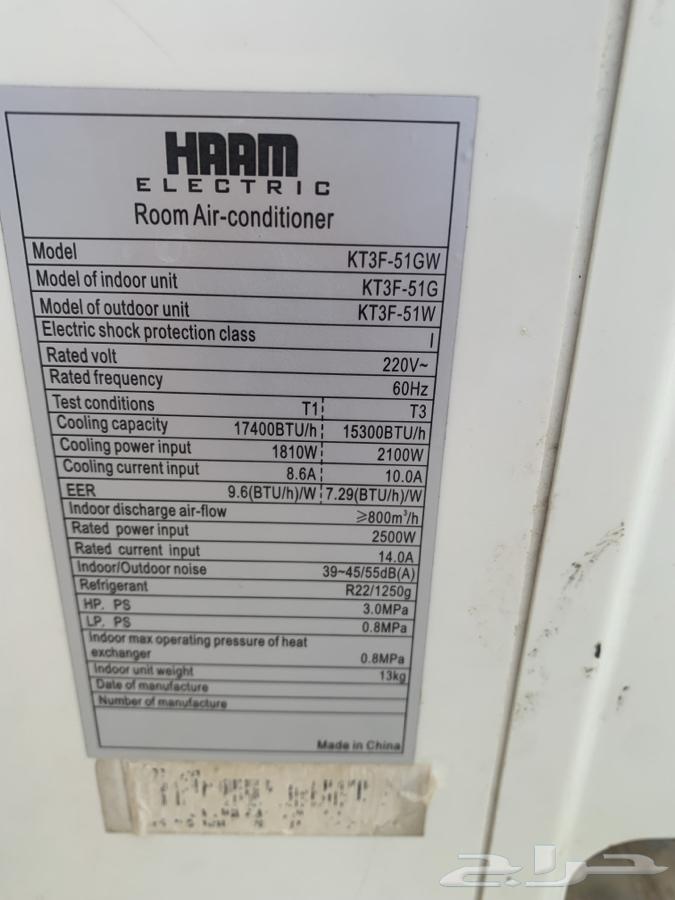 HAAM
ELECTRIC
Room Air-conditioner
Model KT3F-51GW
Model of indoor unit KT3F-51G
Model of outdoor unit KT3F-51W
Electric shock protection class I
Rated volt 220V~
Rated frequency 60Hz
Test conditions T1 T3
Cooling capacity 17400BTU/h 15300BTU/h
Cooling power input 1810W 2100W
Cooling current input 8.6A 10.0A
EER 9.6(BTU/h)/W 7.29(BTU/h)/W
Indoor discharge air-flow ≥800m³/h
Rated power input 2500W
Rated current input 14.0A
Indoor/Outdoor noise 39~45/55dB(A)
Refrigerant R22/1250g
HP. PS 3.0MPa
LP. PS 0.8MPa
Indoor max operating pressure of heat
exchanger 0.8MPa
Indoor unit weight 13kg
Date of manufacture
Number of manufacture
Made in China
حراج